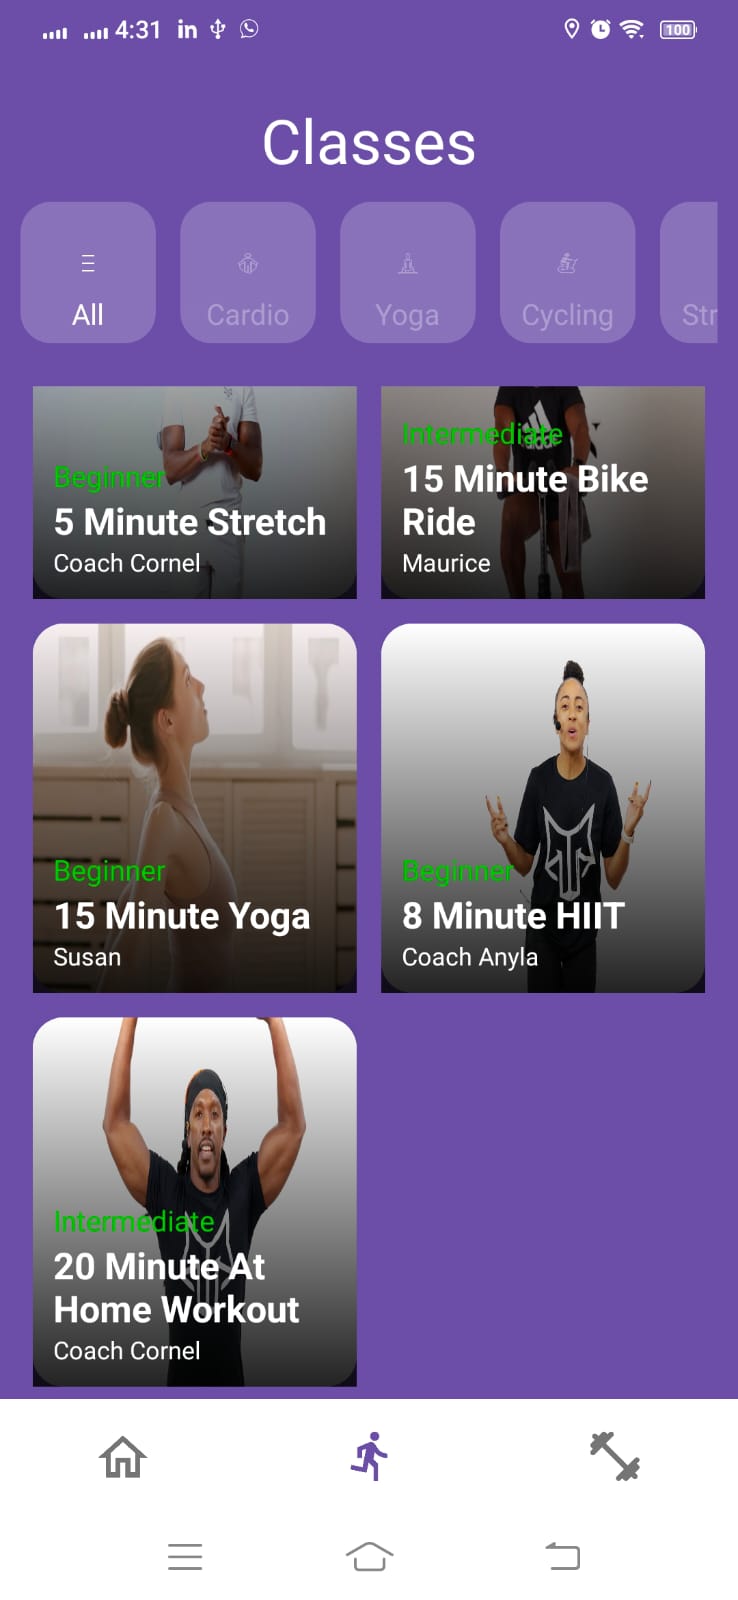 4:31
100
Classes
All
Cardio
Yoga
Cycling
Str
Beginner
5 Minute Stretch
Coach Cornel
Intermediate
15 Minute Bike
Ride
Maurice
Beginner
15 Minute Yoga
Susan
Beginner
8 Minute HIIT
Coach Anyla
Intermediate
20 Minute At
Home Workout
Coach Cornel